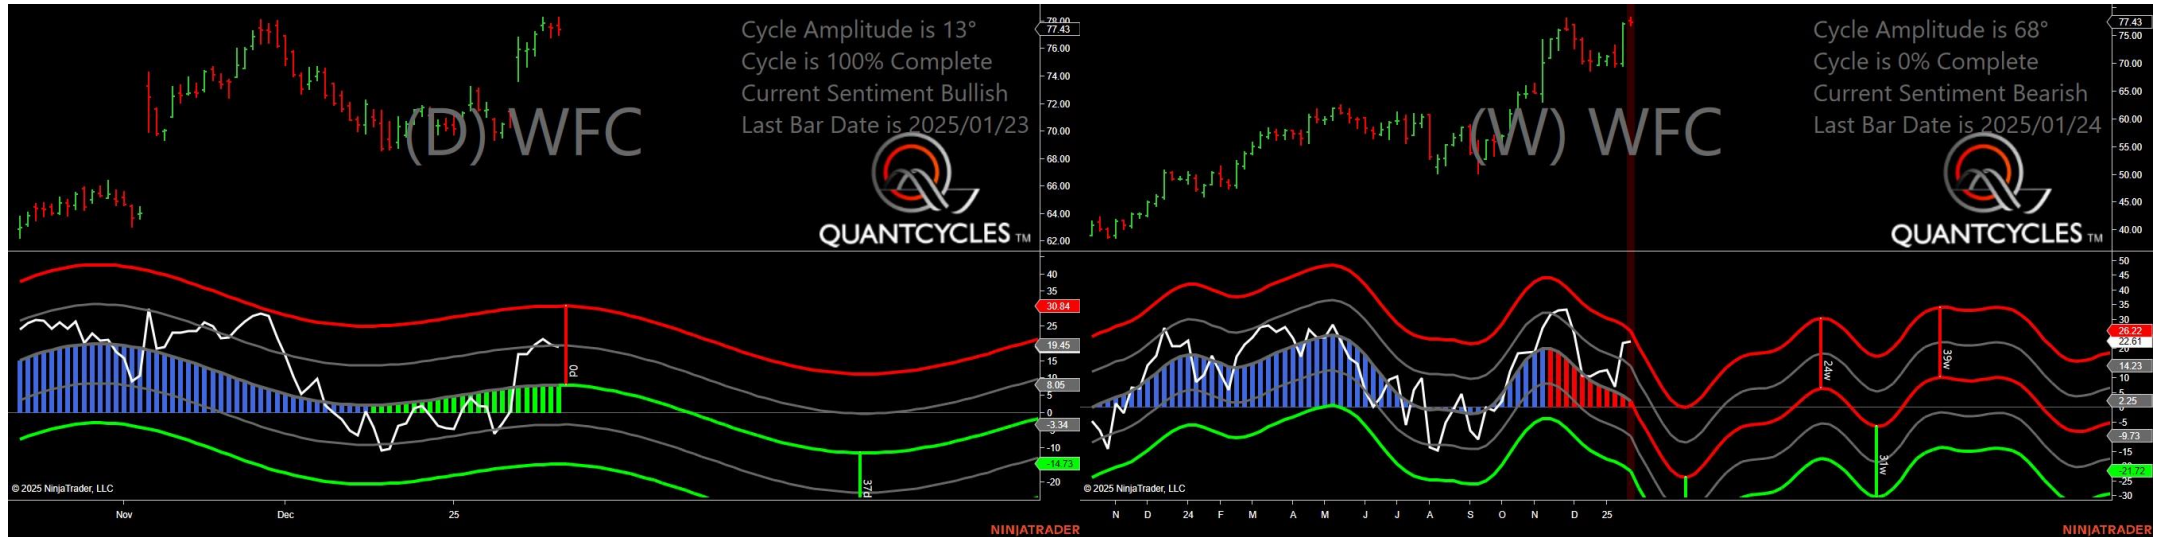 Cycle Amplitude is 13°
Cycle is 100% Complete
Current Sentiment Bullish
Last Bar Date is 2025/01/23
(D) WFC
QUANTCYCLES TM
78.00
77.43
76.00
74.00
72.00
70.00
68.00
66.00
64.00
62.00
40
35
30.84
25
19.45
15
10
8.05
5
0
-3.34
-10
-14.73
-20
P0
37d
© 2025 NinjaTrader, LLC
Nov Dec 25
NINJATRADER
Cycle Amplitude is 68°
Cycle is 0% Complete
Current Sentiment Bearish
Last Bar Date is 2025/01/24
(W) WFC
QUANTCYCLES TM
77.43
75.00
70.00
65.00
60.00
55.00
50.00
45.00
40.00
50
45
40
35
30
26.22
22.61
20
14.23
10
5
2.25
-5
-9.73
-15
-21.72
-25
-30
24w
39w
31w
© 2025 NinjaTrader, LLC
N D 24 F M A M J J A S O N D 25
NINJATRADER